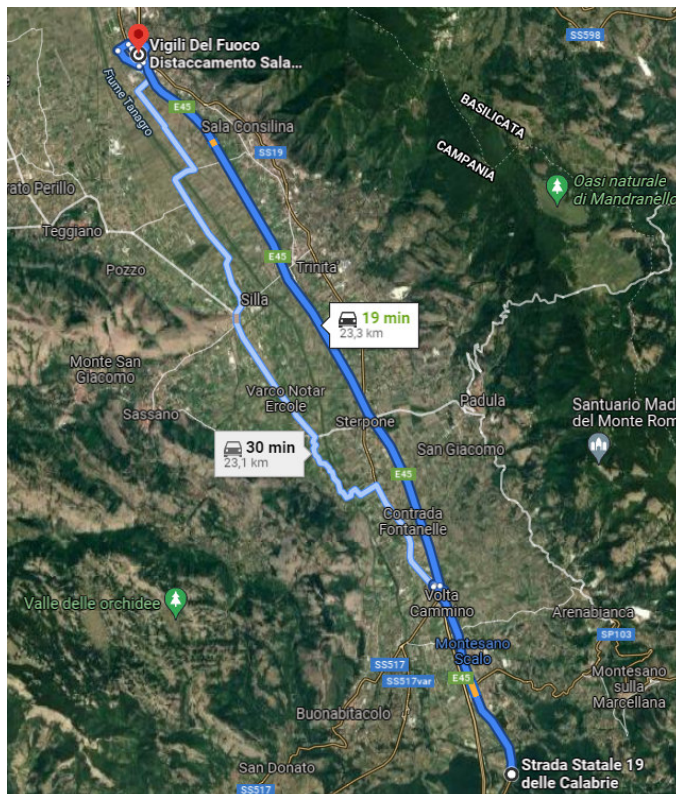 SS598
Vigili Del Fuoco
Distaccamento Sala...
BASILICATA
Fiume Tanagro
E45
Sala Consilina
SS19
CAMPANIA
Oasi naturale
di Mandranello
rato Perillo
Teggiano
E45
Pozzo
Trinita
Silla
19 min
23,3 km
Monte San
Giacomo
Varco Notar
Ercole
Padula
Santuario Mad
del Monte Rom
Sassano
Sterpone
30 min
23,1 km
San Giacomo
E45
Contrada
Fontanelle
Valle delle orchidee
Volta
Cammino
Arenabianca
SP103
Montesano
Scalo
SS517
E45
SS517var
Montesano
sulla
Marcellana
Buonabitacolo
San Donato
Strada Statale 19
delle Calabrie
SS517